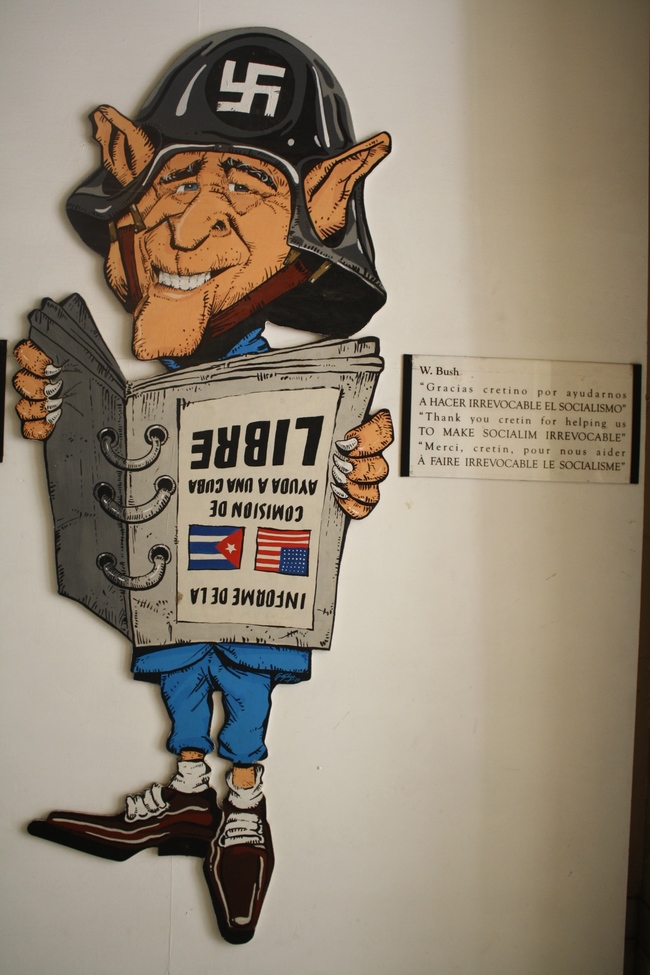 INFORME DE LA
COMISION DE
AYUDA A UNA CUBA
LIBRE
W. Bush
"Gracias cretino por ayudarnos
A HACER IRREVOCABLE EL SOCIALISMO"
"Thank you cretin for helping us
TO MAKE SOCIALIM IRREVOCABLE"
"Merci, cretin, pour nous aider
À FAIRE IRREVOCABLE LE SOCIALISME"